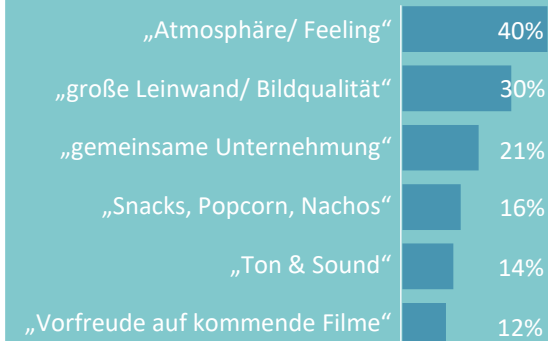 „Atmosphäre/ Feeling“ 40%
„große Leinwand/ Bildqualität“ 30%
„gemeinsame Unternehmung“ 21%
„Snacks, Popcorn, Nachos“ 16%
„Ton & Sound“ 14%
„Vorfreude auf kommende Filme“ 12%